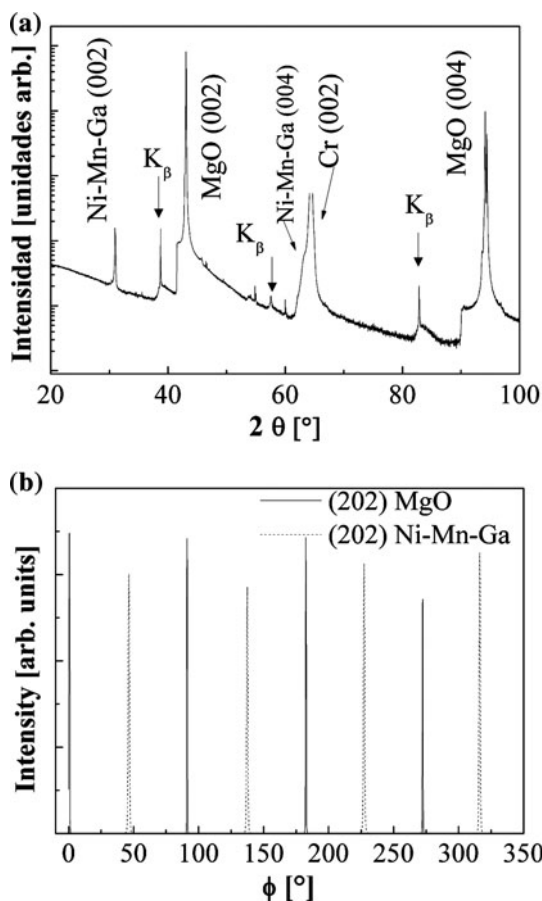 (a)
Ni-Mn-Ga (002)
Kβ
MgO (002)
Kβ
Ni-Mn-Ga (004)
Cr (002)
Kβ
MgO (004)
Intensidad [unidades arb.]
20 40 60 80 100
2 θ [°]
(b)
(202) MgO
(202) Ni-Mn-Ga
Intensity [arb. units]
0 50 100 150 200 250 300 350
ϕ [°]